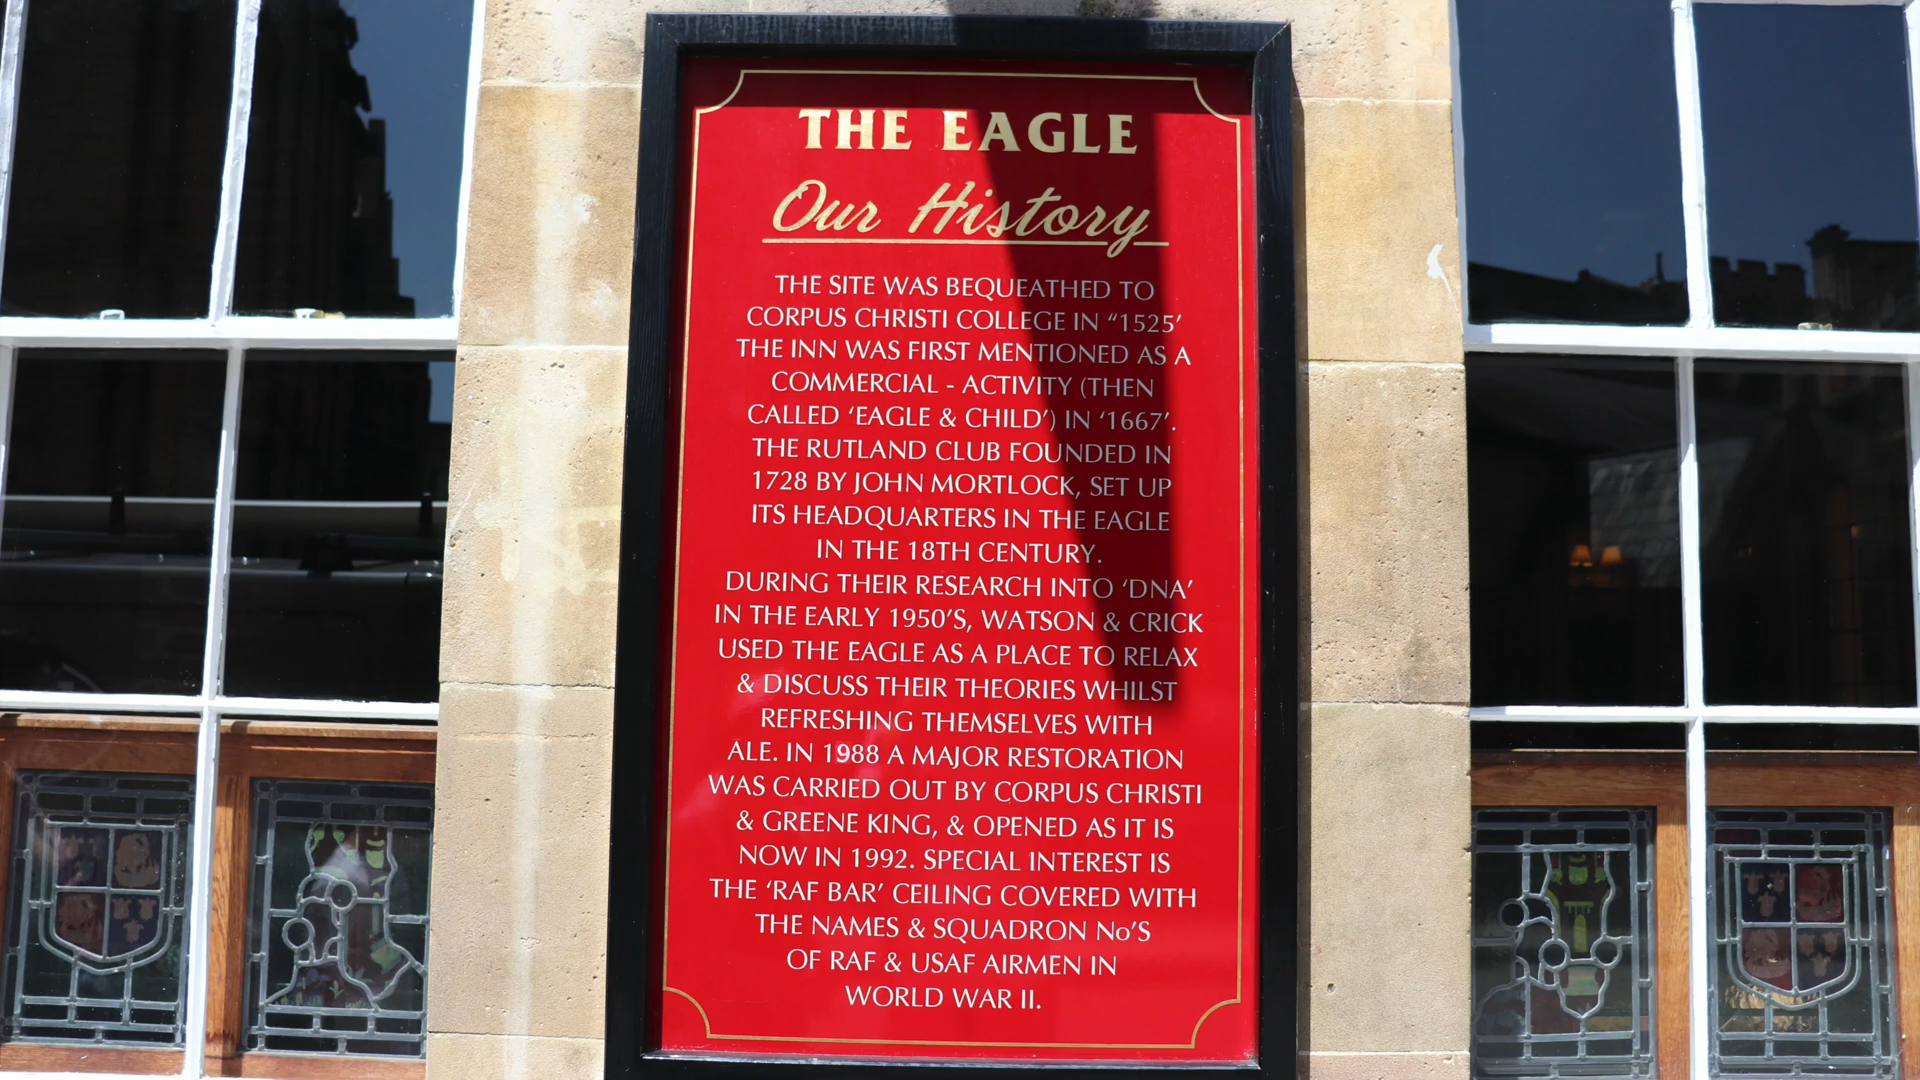 THE EAGLE
Our History
THE SITE WAS BEQUEATHED TO
CORPUS CHRISTI COLLEGE IN “1525’
THE INN WAS FIRST MENTIONED AS A
COMMERCIAL - ACTIVITY (THEN
CALLED ‘EAGLE & CHILD’) IN ‘1667’.
THE RUTLAND CLUB FOUNDED IN
1728 BY JOHN MORTLOCK, SET UP
ITS HEADQUARTERS IN THE EAGLE
IN THE 18TH CENTURY.
DURING THEIR RESEARCH INTO ‘DNA’
IN THE EARLY 1950’S, WATSON & CRICK
USED THE EAGLE AS A PLACE TO RELAX
& DISCUSS THEIR THEORIES WHILST
REFRESHING THEMSELVES WITH
ALE. IN 1988 A MAJOR RESTORATION
WAS CARRIED OUT BY CORPUS CHRISTI
& GREENE KING, & OPENED AS IT IS
NOW IN 1992. SPECIAL INTEREST IS
THE ‘RAF BAR’ CEILING COVERED WITH
THE NAMES & SQUADRON No’S
OF RAF & USAF AIRMEN IN
WORLD WAR II.